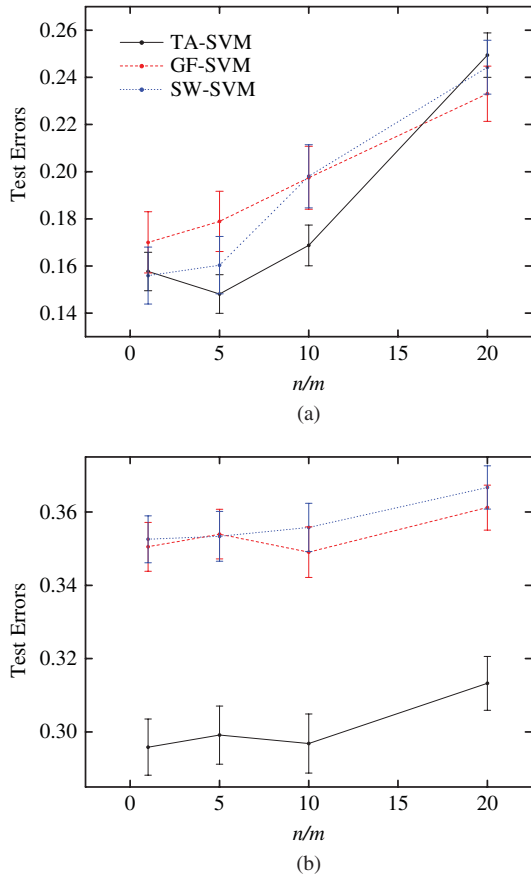 0.26
0.24
0.22
0.20
0.18
0.16
0.14
Test Errors
TA-SVM
GF-SVM
SW-SVM
0 5 10 15 20
n/m
(a)
0.36
0.34
0.32
0.30
Test Errors
0 5 10 15 20
n/m
(b)